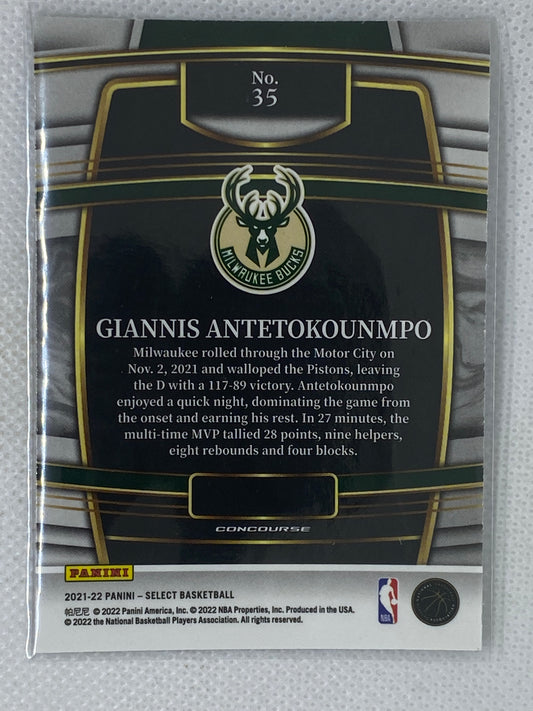 No.
35
MILWAUKEE BUCKS
GIANNIS ANTETOKOUNMPO
Milwaukee rolled through the Motor City on
Nov. 2, 2021 and walloped the Pistons, leaving
the D with a 117-89 victory. Antetokounmpo
enjoyed a quick night, dominating the game from
the onset and earning his rest. In 27 minutes, the
multi-time MVP tallied 28 points, nine helpers,
eight rebounds and four blocks.
CONCOURSE
PANINI
2021-22 PANINI – SELECT BASKETBALL
帕尼尼 © 2022 Panini America, Inc. © 2022 NBA Properties, Inc. Produced in the USA.
© 2022 the National Basketball Players Association. All rights reserved.
NBA